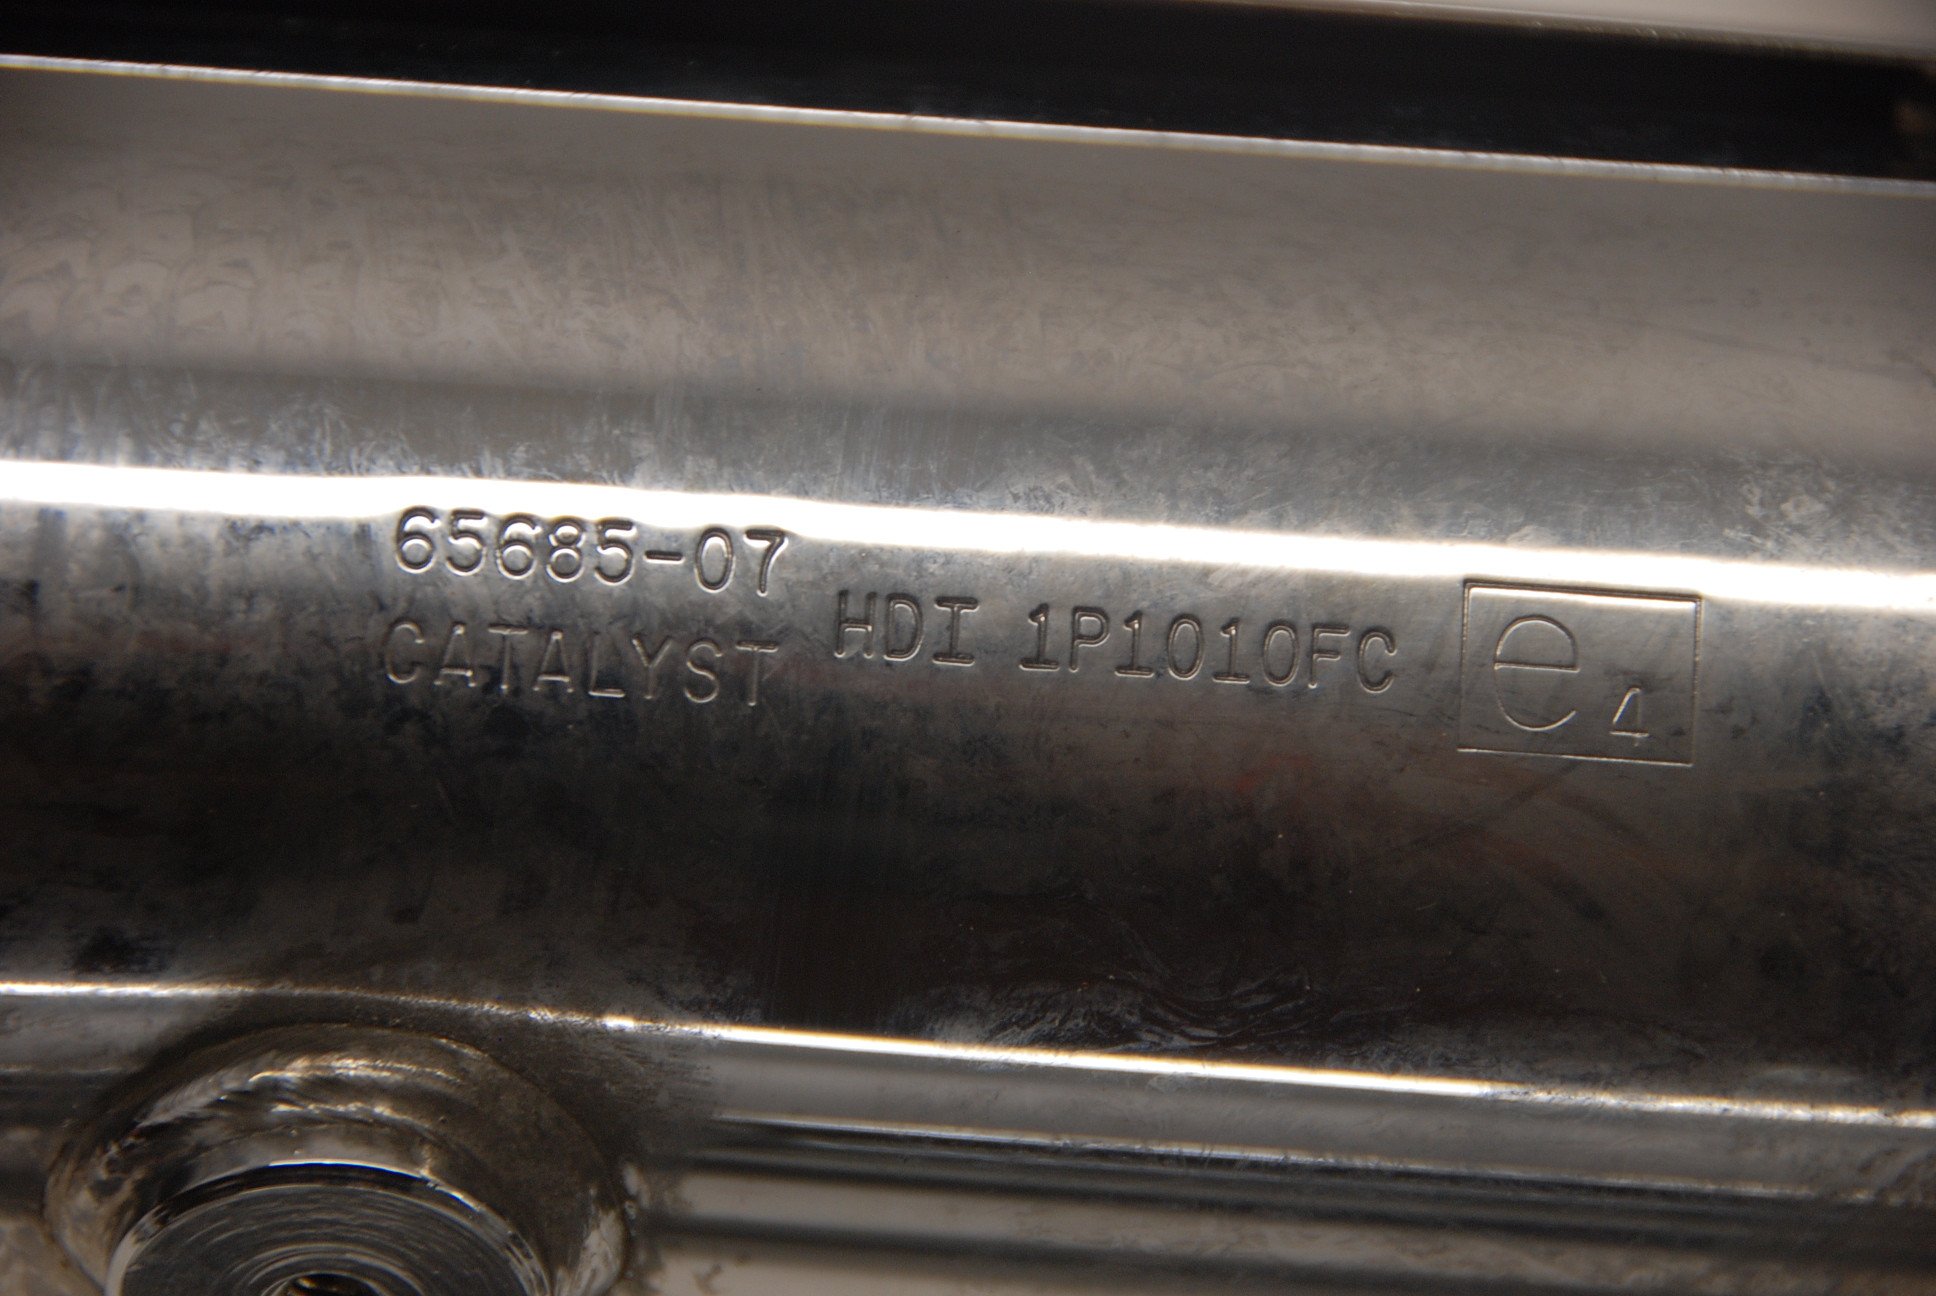 65685-07
CATALYST
HDI 1P1010FC
e4